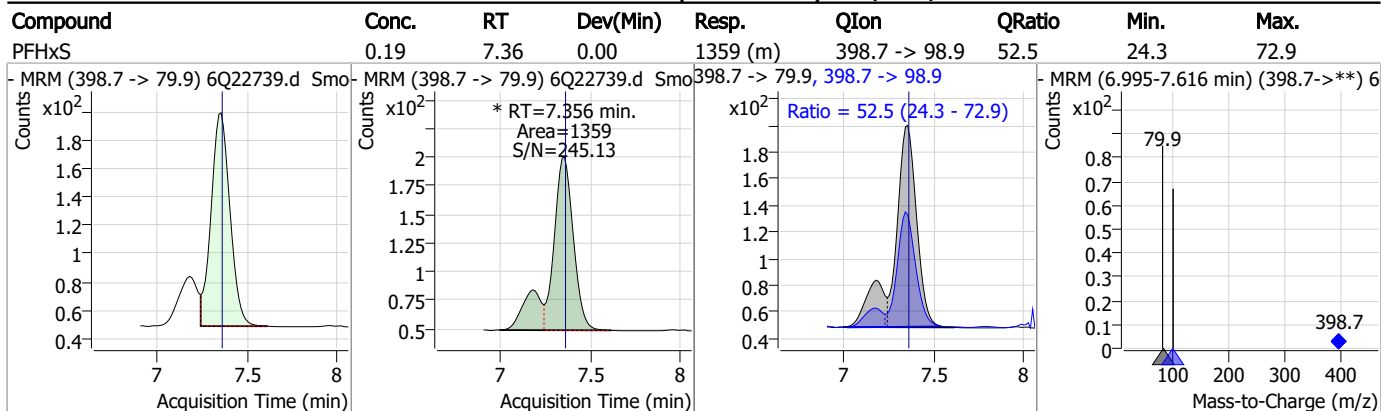 Compound Conc. RT Dev(Min) Resp. QIon QRatio Min. Max.
PFHxS 0.19 7.36 0.00 1359 (m) 398.7 -> 98.9 52.5 24.3 72.9
- MRM (398.7 -> 79.9) 6Q22739.d Smo
Counts
x10²
1.8
1.6
1.4
1.2
1
0.8
0.6
0.4
7 7.5 8
Acquisition Time (min)
- MRM (398.7 -> 79.9) 6Q22739.d Smo
Counts
x10²
* RT=7.356 min.
Area=1359
S/N=245.13
2
1.75
1.5
1.25
1
0.75
0.5
7 7.5 8
Acquisition Time (min)
398.7 -> 79.9, 398.7 -> 98.9
x10²
Ratio = 52.5 (24.3 - 72.9)
1.8
1.6
1.4
1.2
1
0.8
0.6
0.4
7 7.5 8
Acquisition Time (min)
- MRM (6.995-7.616 min) (398.7->**) 6
Counts
x10²
79.9
0.8
0.7
0.6
0.5
0.4
0.3
0.2
0.1
0
398.7
100 200 300 400
Mass-to-Charge (m/z)